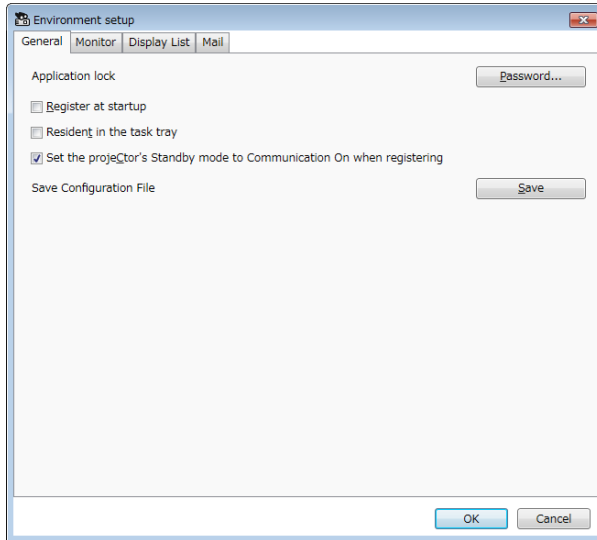 Environment setup
General Monitor Display List Mail
Application lock Password...
Register at startup
Resident in the task tray
Set the projeCtor's Standby mode to Communication On when registering
Save Configuration File Save
OK Cancel